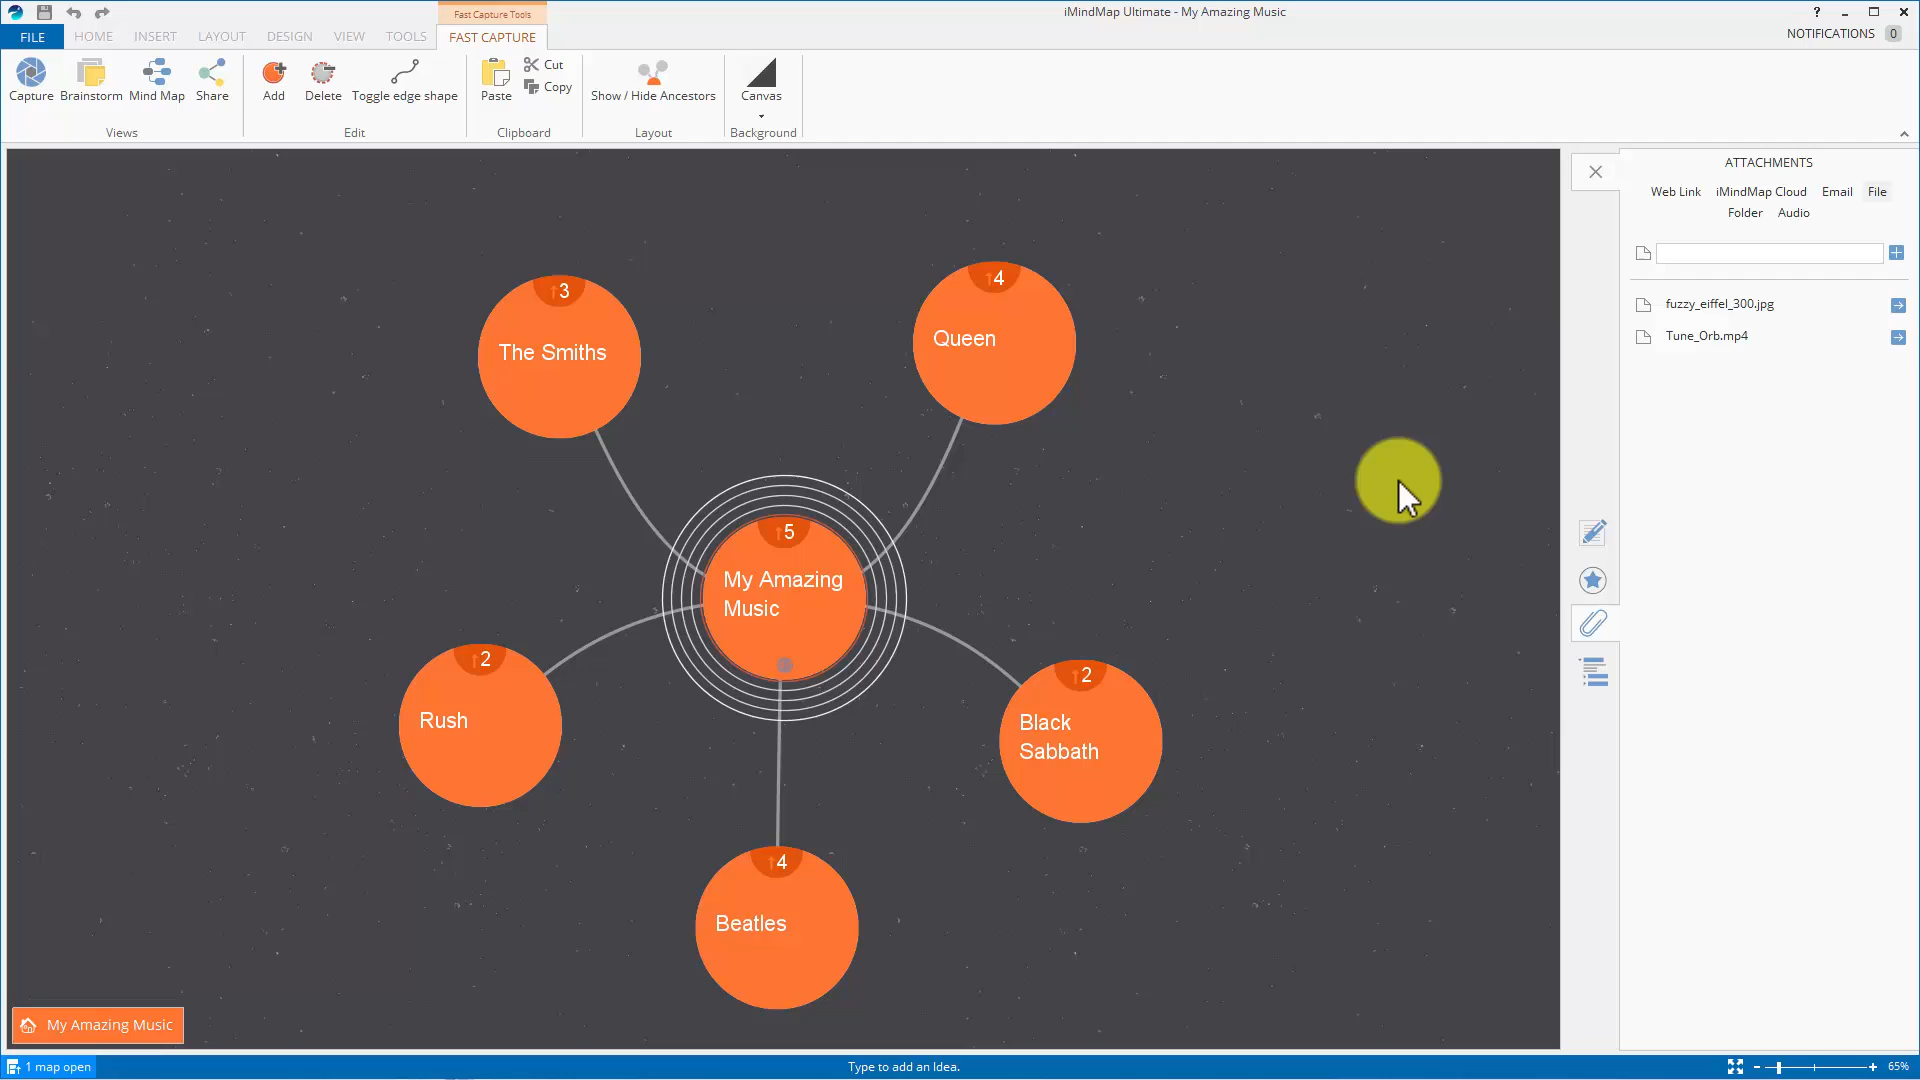 Fast Capture Tools
iMindMap Ultimate - My Amazing Music
?
FILE
HOME
INSERT
LAYOUT
DESIGN
VIEW
TOOLS
FAST CAPTURE
NOTIFICATIONS 0
Capture
Brainstorm
Mind Map
Share
Add
Delete
Toggle edge shape
Paste
Cut
Copy
Show / Hide Ancestors
Canvas
Views
Edit
Clipboard
Layout
Background
ATTACHMENTS
Web Link iMindMap Cloud Email File
Folder Audio
fuzzy_eiffel_300.jpg
Tune_Orb.mp4
↑3
The Smiths
↑4
Queen
↑5
My Amazing
Music
↑2
Rush
↑2
Black
Sabbath
↑4
Beatles
My Amazing Music
1 map open
Type to add an Idea.
65%